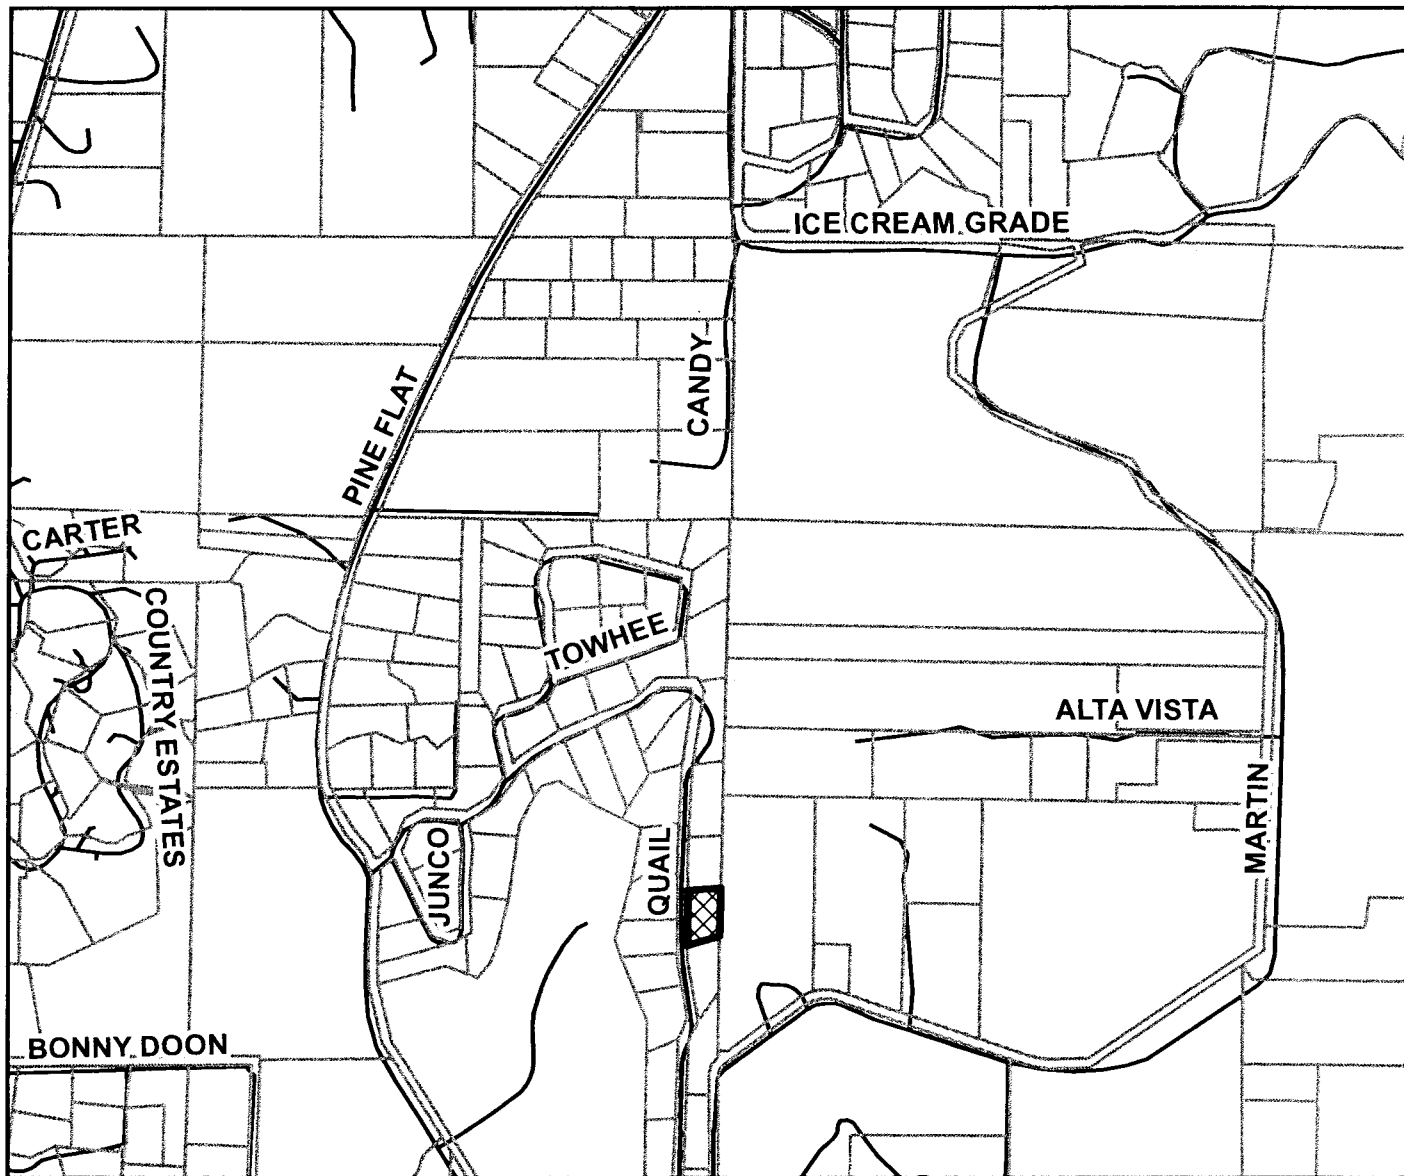 ICE CREAM GRADE
CANDY
PINE FLAT
CARTER
COUNTRY ESTATES
TOWHEE
ALTA VISTA
MARTIN
QUAIL
JUNCO
BONNY DOON